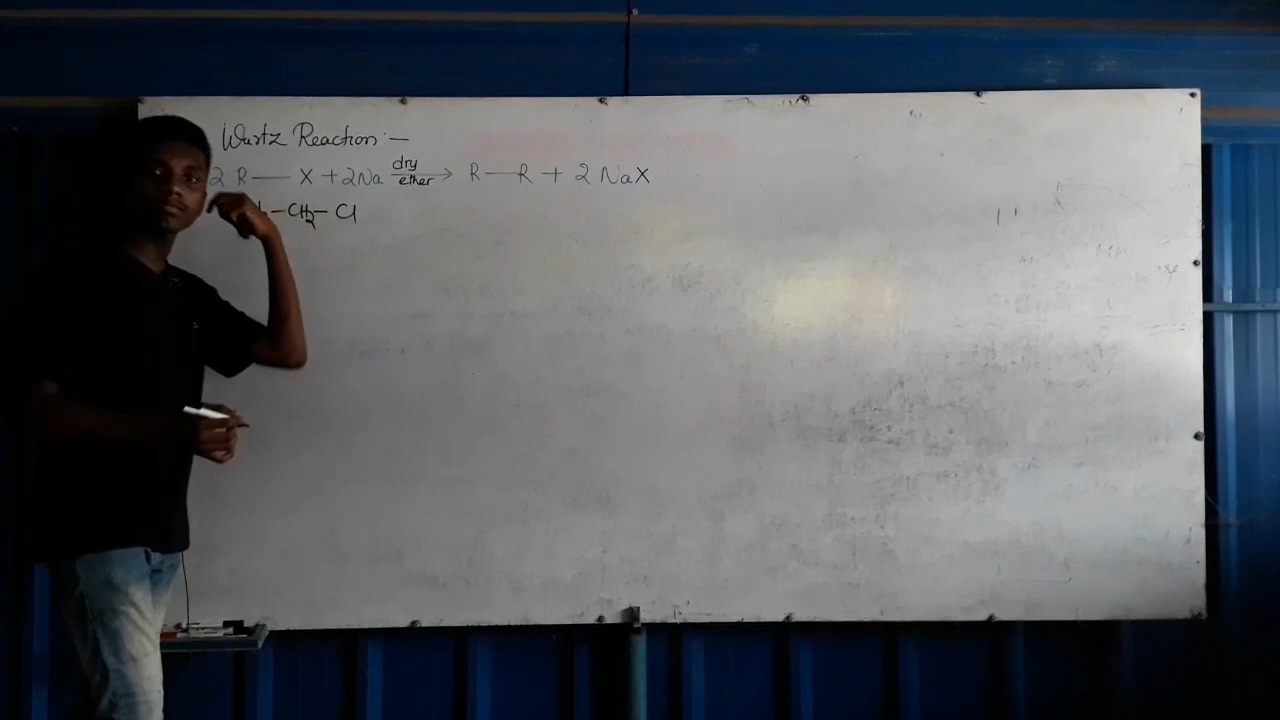 Wurtz Reaction :-
2 R — X + 2Na dry ether → R — R + 2 NaX
-CH2- Cl